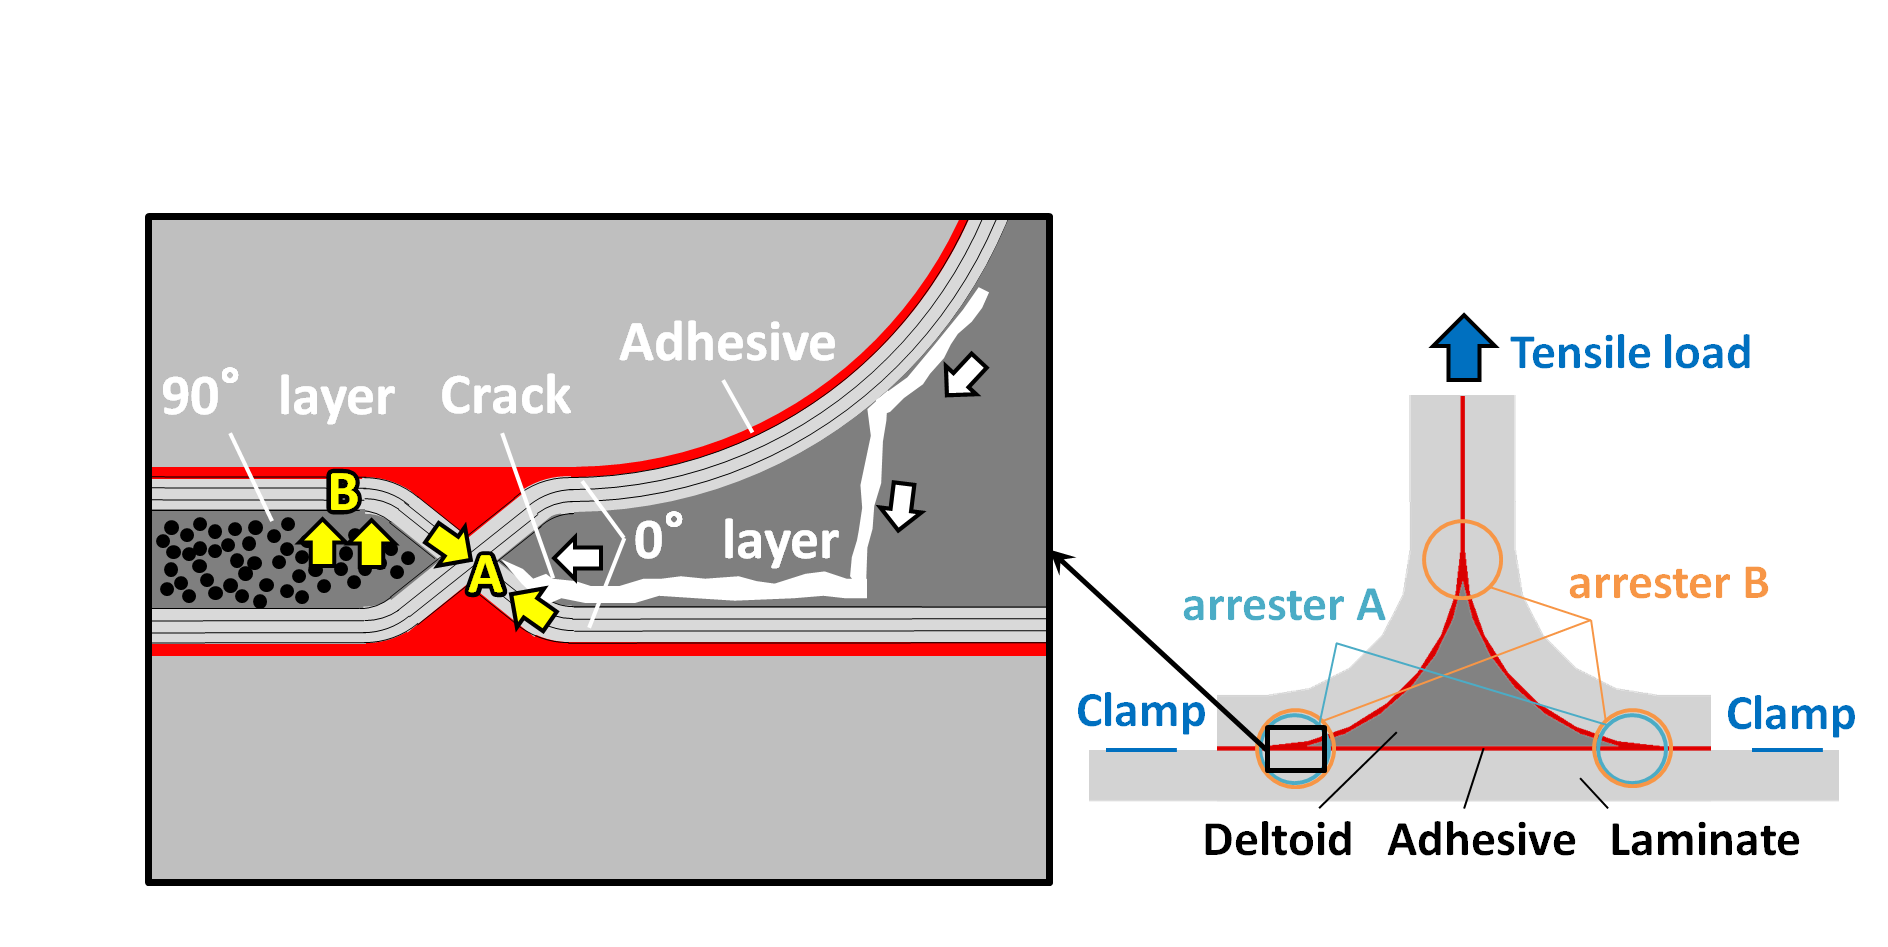 Adhesive
90° layer
Crack
B
0° layer
A
Tensile load
arrester B
arrester A
Clamp
Clamp
Deltoid
Adhesive
Laminate